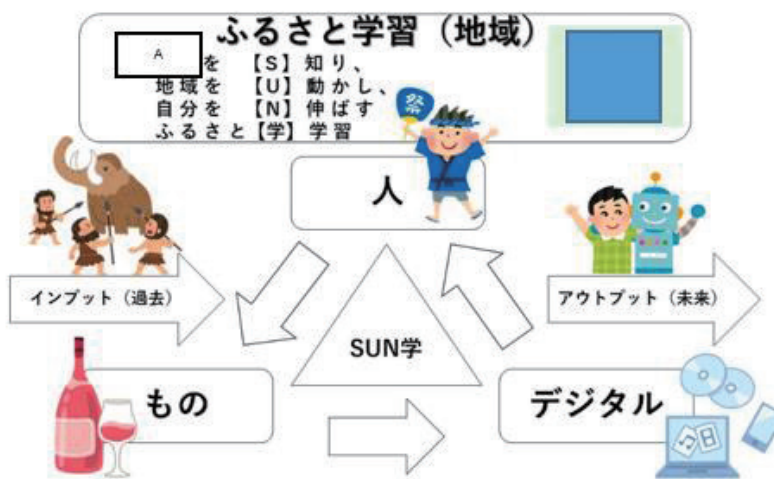 ふるさと学習（地域）
A を 【S】知り、
地域を 【U】動かし、
自分を 【N】伸ばす
ふるさと【学】学習
祭
人
インプット（過去）
アウトプット（未来）
SUN学
もの
デジタル